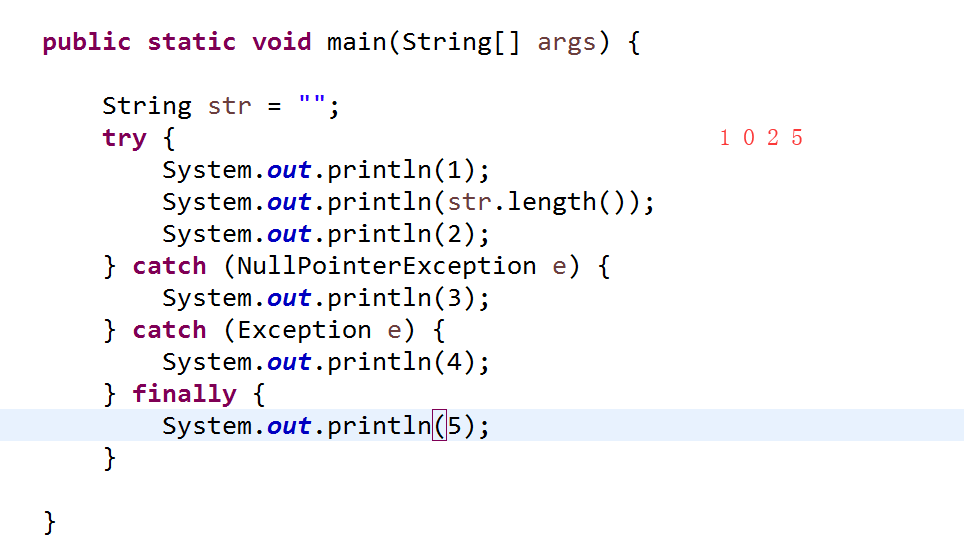 public static void main(String[] args) {
String str = "";
try {
1 0 2 5
System.out.println(1);
System.out.println(str.length());
System.out.println(2);
} catch (NullPointerException e) {
System.out.println(3);
} catch (Exception e) {
System.out.println(4);
} finally {
System.out.println(5);
}
}